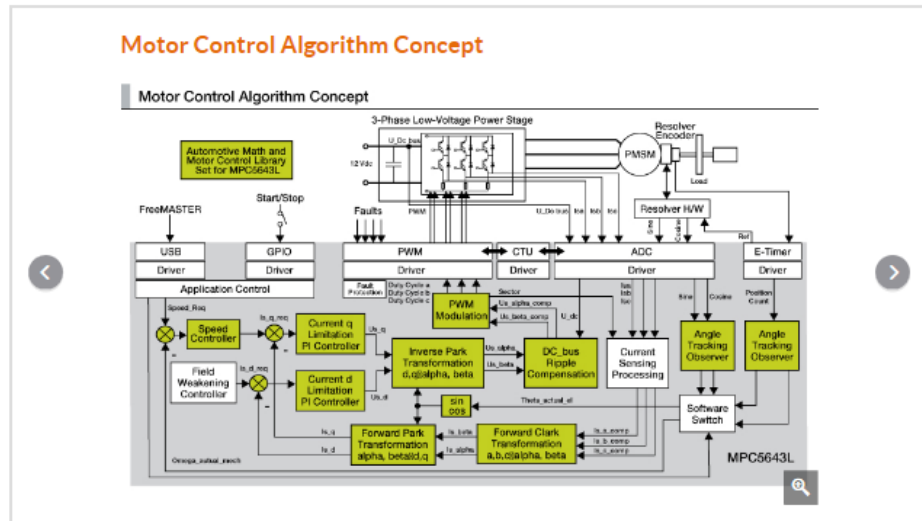 Motor Control Algorithm Concept
Motor Control Algorithm Concept
3-Phase Low-Voltage Power Stage
U_Dc_bus
12 Vdc
PMSM
Resolver
Encoder
Load
Automotive Math and
Motor Control Library
Set for MPC5643L
FreeMASTER
Start/Stop
Faults
PWM
U_Dc bus
Isa
Isb
Isc
Resolver H/W
Sine
Cosine
Ref
USB
Driver
GPIO
Driver
PWM
Driver
CTU
Driver
ADC
Driver
E-Timer
Driver
Application Control
Fault
Protection
Duty Cycle a
Duty Cycle b
Duty Cycle c
PWM
Modulation
Sector
Us_alpha_comp
Us_beta_comp
U_dc
Isa
Isb
Isc
Sine
Cosine
Position
Count
Speed_Req
Speed
Controller
Is_q_req
Current q
Limitation
PI Controller
Us_q
Inverse Park
Transformation
d,q||alpha, beta
Us_alpha
Us_beta
DC_bus
Ripple
Compensation
Current
Sensing
Processing
Angle
Tracking
Observer
Angle
Tracking
Observer
Field
Weakening
Controller
Is_d_req
Current d
Limitation
PI Controller
Us_d
sin
cos
Theta_actual_el
Software
Switch
Is_q
Is_d
Forward Park
Transformation
alpha, beta||d,q
Is_beta
Is_alpha
Forward Clark
Transformation
a,b,c||alpha, beta
Is_a_comp
Is_b_comp
Is_c_comp
Omega_actual_mech
MPC5643L